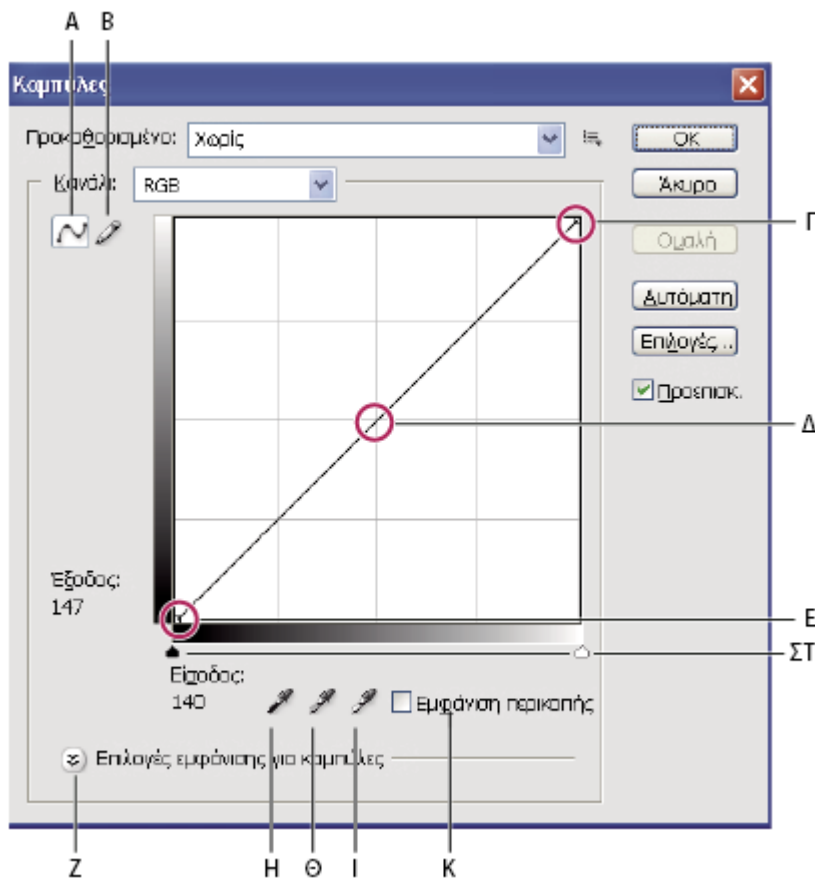 Α Β
Καμπύλες
Προκαθορισμένο: Χωρίς
OK
Κανάλι: RGB
Άκυρο
Γ
Ομαλή
Αυτόματη
Επιλογές...
Προεπισκ.
Δ
Έξοδος:
147
Ε
ΣΤ
Είσοδος:
140
Εμφάνιση περικοπής
Επιλογές εμφάνισης για καμπύλες
Ζ Η Θ Ι Κ